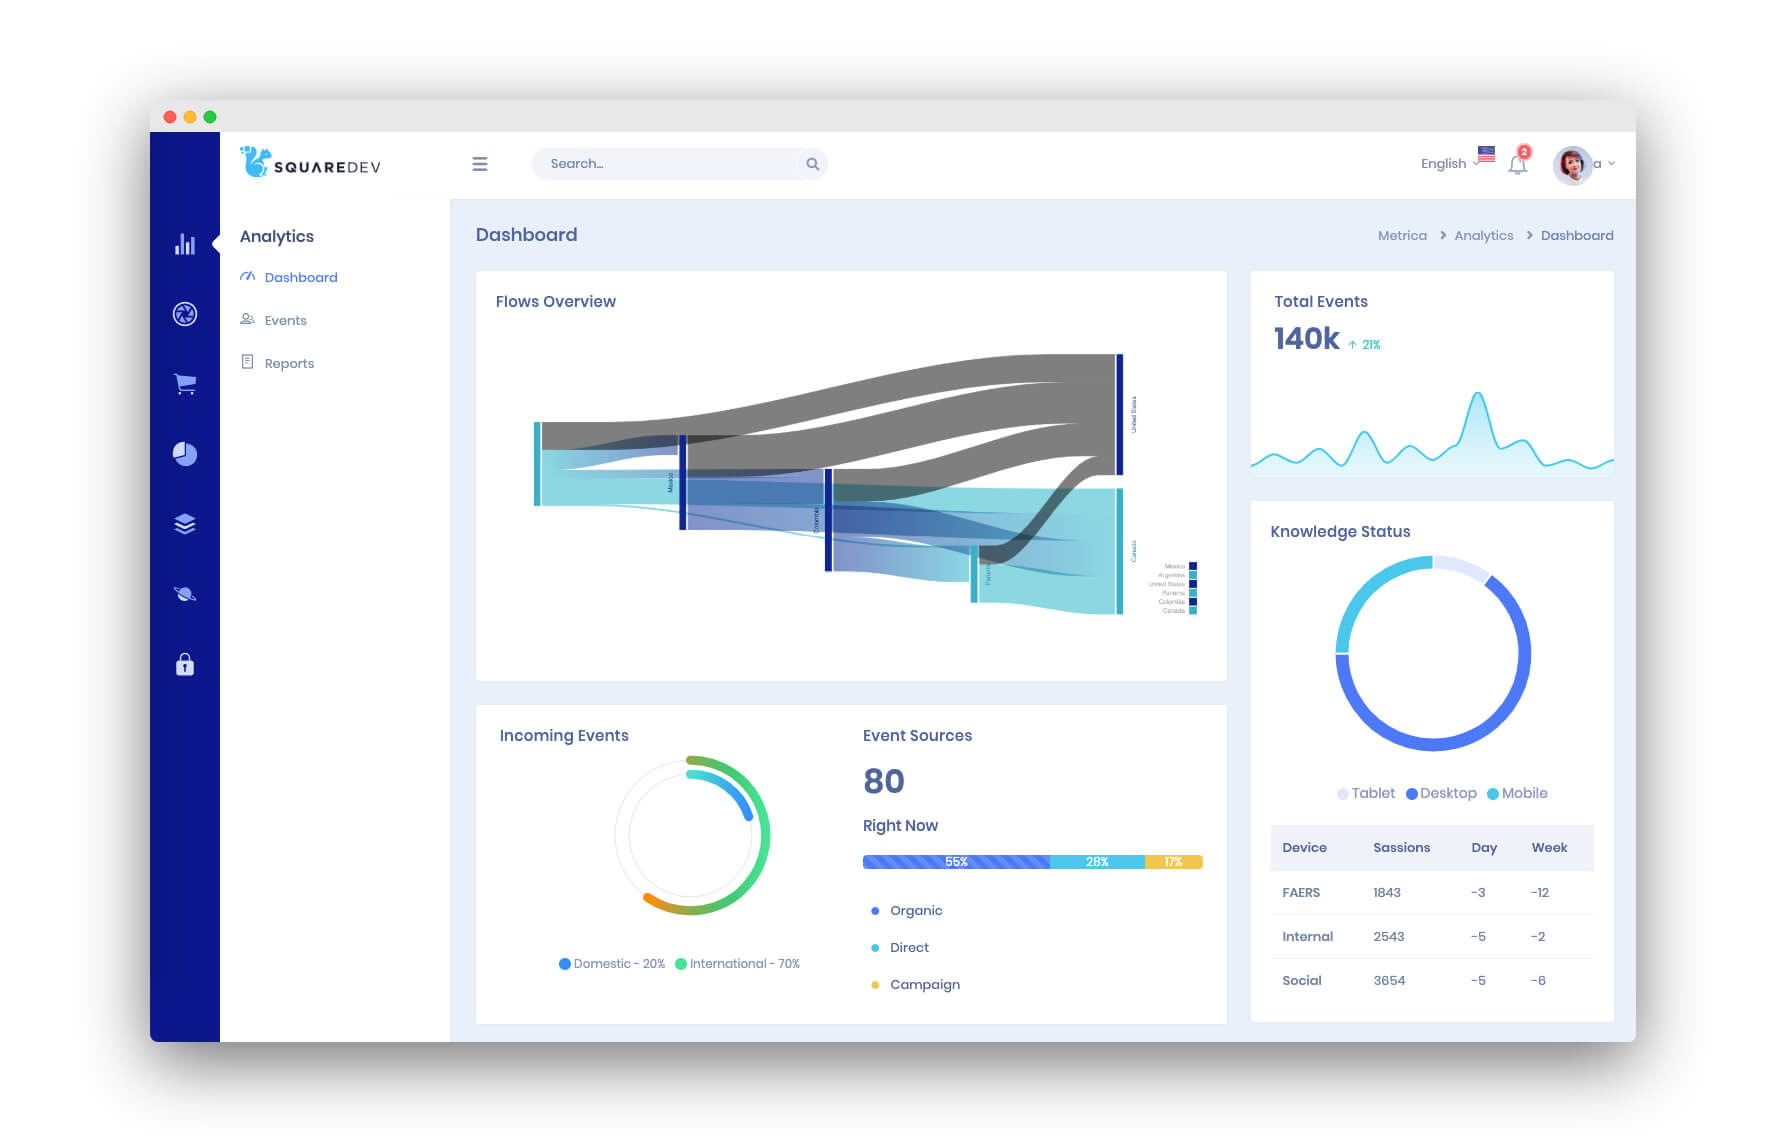 SQUAREDEV
Search...
English
2
a
Analytics
Dashboard
Events
Reports
Dashboard
Metrica > Analytics > Dashboard
Flows Overview
United States
Mexico
Colombia
Canada
Panama
Mexico
Argentina
United States
Panama
Colombia
Canada
Total Events
140k ↑ 21%
Knowledge Status
Tablet Desktop Mobile
Device Sassions Day Week
FAERS 1843 -3 -12
Internal 2543 -5 -2
Social 3654 -5 -6
Incoming Events
Domestic - 20% International - 70%
Event Sources
80
Right Now
55% 28% 17%
Organic
Direct
Campaign